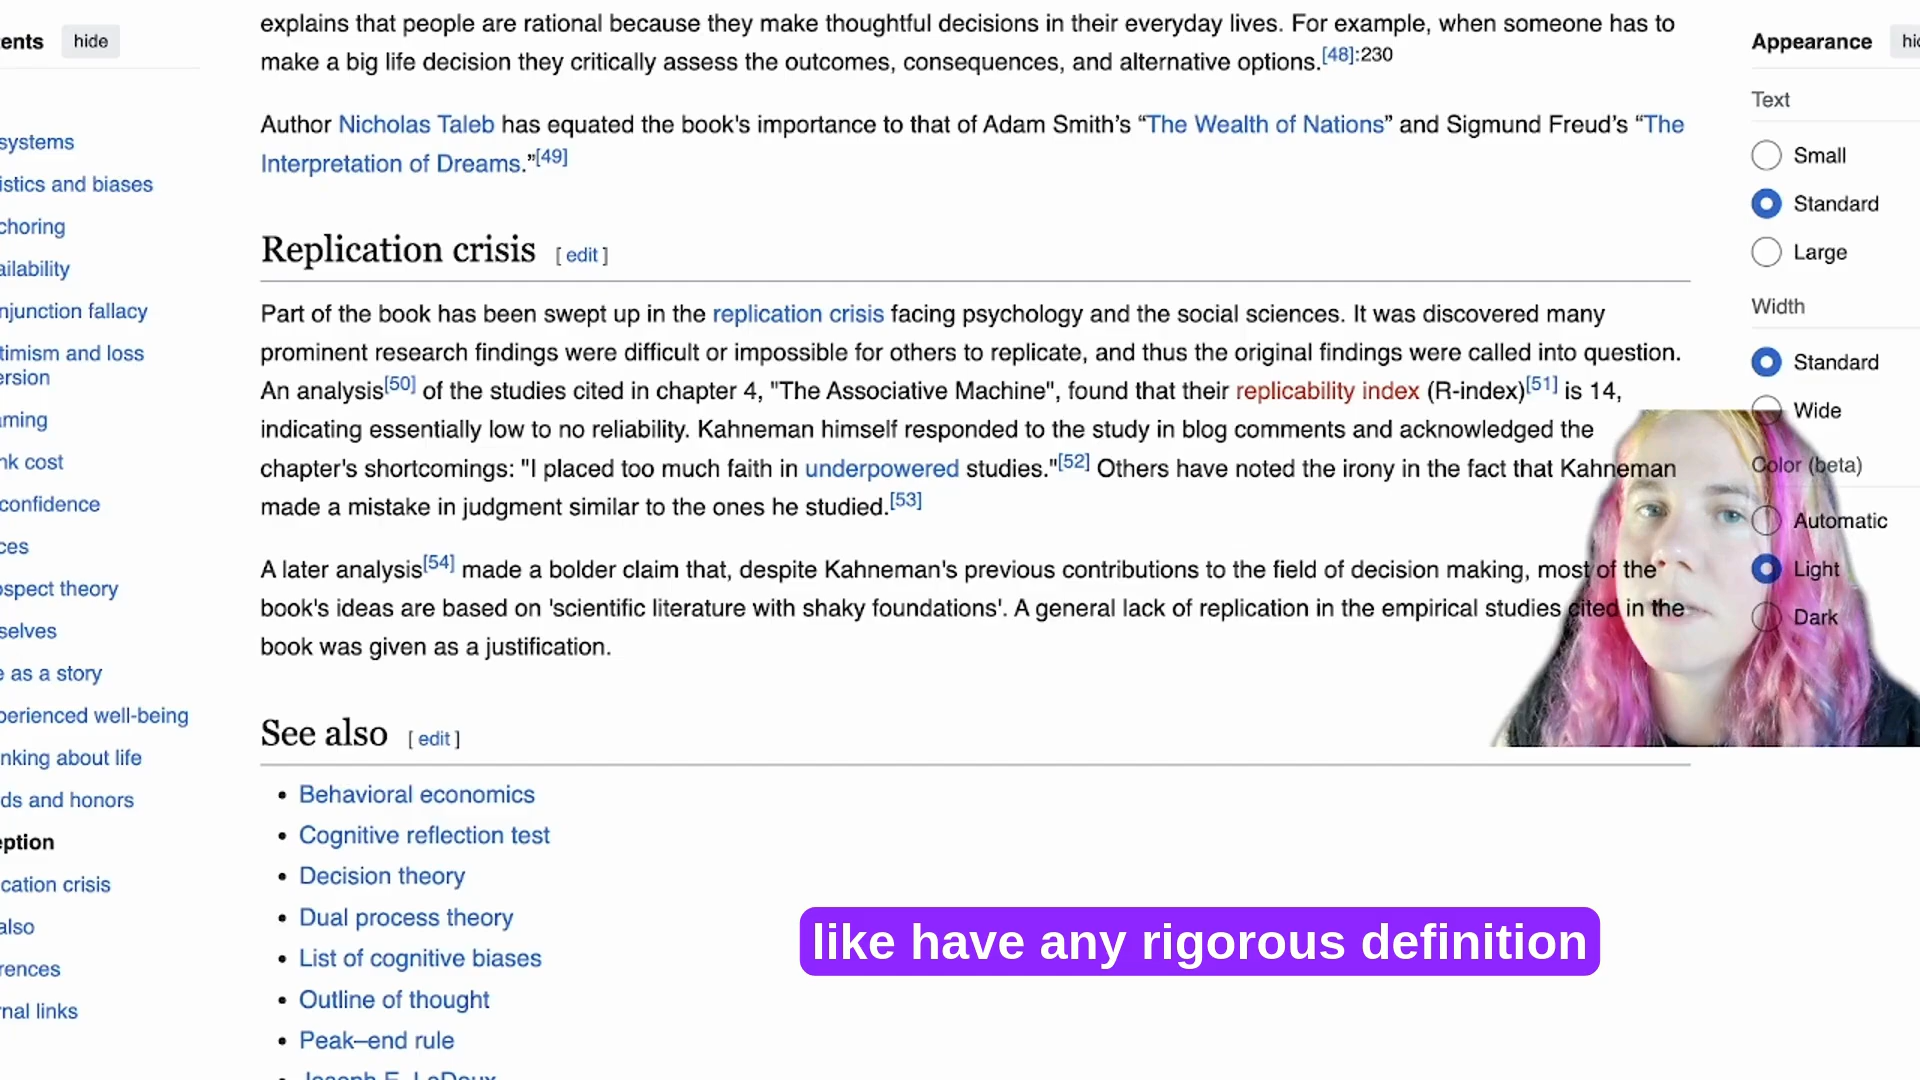 ents hide
systems
istics and biases
choring
ailability
njunction fallacy
timism and loss
ersion
aming
nk cost
confidence
ces
ospect theory
selves
e as a story
perienced well-being
nking about life
ds and honors
eption
cation crisis
also
rences
rnal links
explains that people are rational because they make thoughtful decisions in their everyday lives. For example, when someone has to
make a big life decision they critically assess the outcomes, consequences, and alternative options.[48]:230
Author Nicholas Taleb has equated the book's importance to that of Adam Smith’s “The Wealth of Nations” and Sigmund Freud’s “The
Interpretation of Dreams.”[49]
Replication crisis [ edit ]
Part of the book has been swept up in the replication crisis facing psychology and the social sciences. It was discovered many
prominent research findings were difficult or impossible for others to replicate, and thus the original findings were called into question.
An analysis[50] of the studies cited in chapter 4, "The Associative Machine", found that their replicability index (R-index)[51] is 14,
indicating essentially low to no reliability. Kahneman himself responded to the study in blog comments and acknowledged the
chapter's shortcomings: "I placed too much faith in underpowered studies."[52] Others have noted the irony in the fact that Kahneman
made a mistake in judgment similar to the ones he studied.[53]
A later analysis[54] made a bolder claim that, despite Kahneman's previous contributions to the field of decision making, most of the
book's ideas are based on 'scientific literature with shaky foundations'. A general lack of replication in the empirical studies cited in the
book was given as a justification.
See also [ edit ]
• Behavioral economics
• Cognitive reflection test
• Decision theory
• Dual process theory
• List of cognitive biases
• Outline of thought
• Peak–end rule
• Joseph E. LeDoux
like have any rigorous definition
Appearance hid
Text
Small
Standard
Large
Width
Standard
Wide
Color (beta)
Automatic
Light
Dark